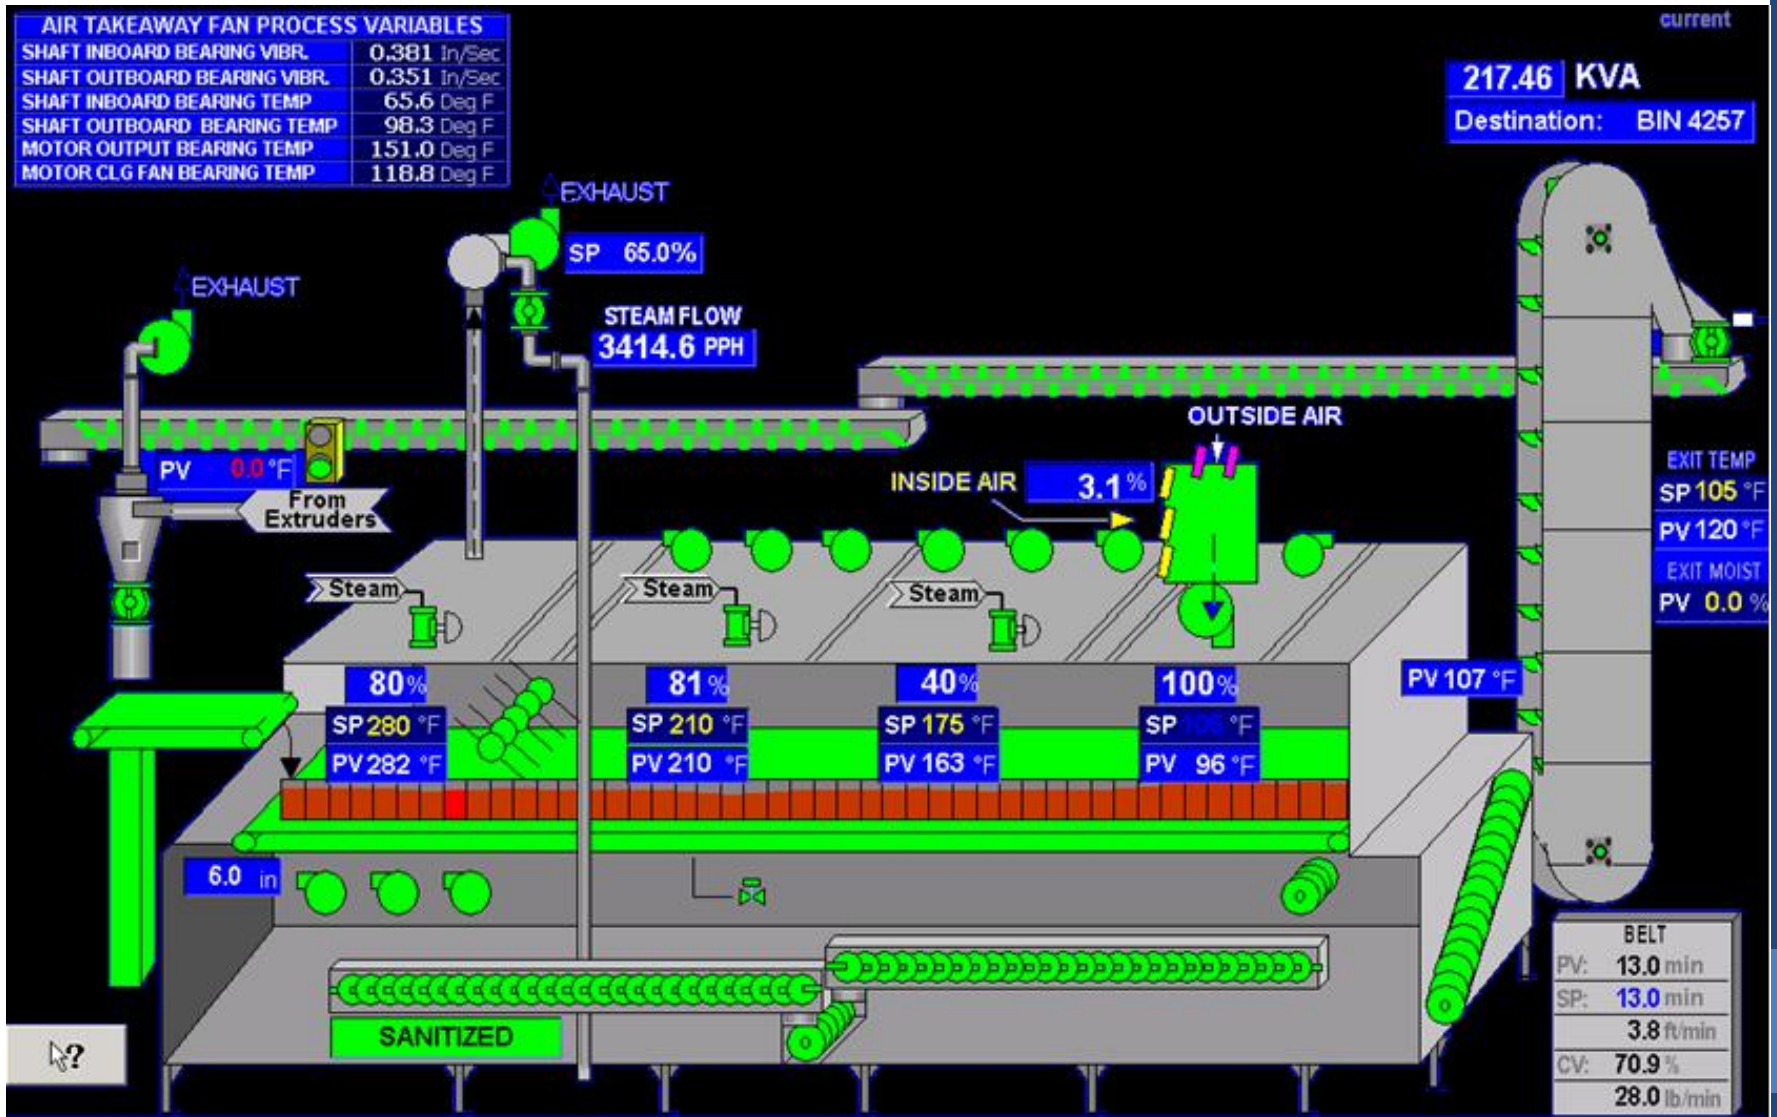 current
AIR TAKEAWAY FAN PROCESS VARIABLES
SHAFT INBOARD BEARING VIBR. 0.381 In/Sec
SHAFT OUTBOARD BEARING VIBR. 0.351 In/Sec
SHAFT INBOARD BEARING TEMP 65.6 Deg F
SHAFT OUTBOARD BEARING TEMP 98.3 Deg F
MOTOR OUTPUT BEARING TEMP 151.0 Deg F
MOTOR CLG FAN BEARING TEMP 118.8 Deg F
217.46 KVA
Destination: BIN 4257
EXHAUST
SP 65.0%
EXHAUST
STEAM FLOW
3414.6 PPH
OUTSIDE AIR
PV 0.0 °F
INSIDE AIR 3.1 %
From
Extruders
EXIT TEMP
SP 105 °F
PV 120 °F
EXIT MOIST
PV 0.0 %
Steam
Steam
Steam
80%
81%
40%
100%
PV 107 °F
SP 280 °F
SP 210 °F
SP 175 °F
SP 105 °F
PV 282 °F
PV 210 °F
PV 163 °F
PV 96 °F
6.0 in
BELT
PV: 13.0 min
SP: 13.0 min
3.8 ft/min
CV: 70.9 %
28.0 lb/min
SANITIZED
?